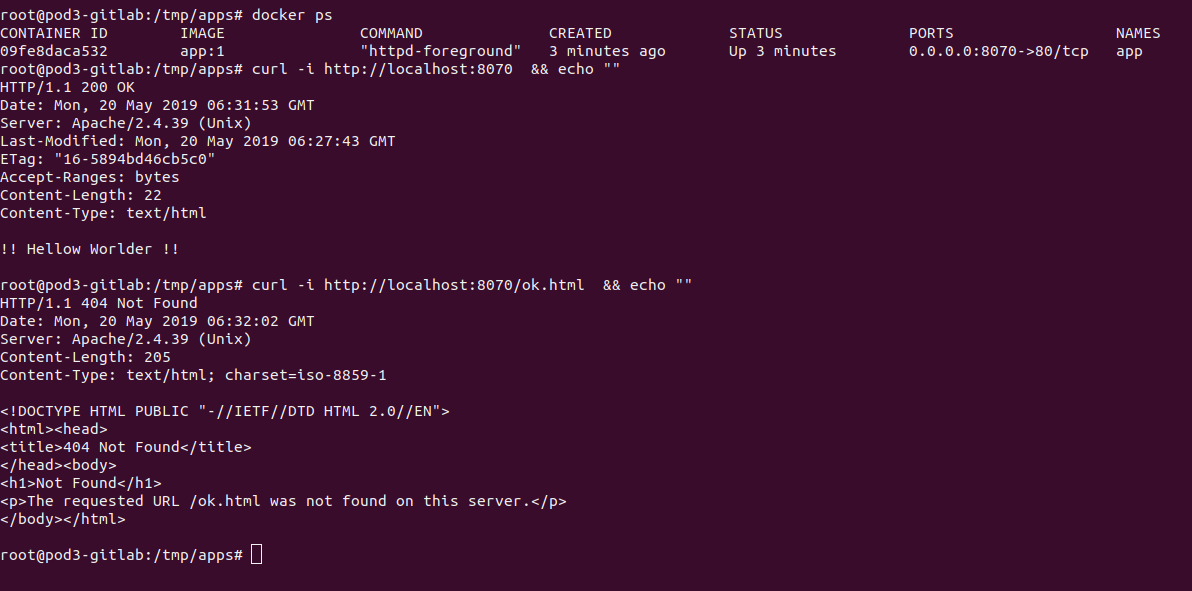 root@pod3-gitlab:/tmp/apps# docker ps
CONTAINER ID        IMAGE               COMMAND              CREATED             STATUS              PORTS                  NAMES
09fe8daca532        app:1               "httpd-foreground"   3 minutes ago       Up 3 minutes        0.0.0.0:8070->80/tcp   app
root@pod3-gitlab:/tmp/apps# curl -i http://localhost:8070  && echo ""
HTTP/1.1 200 OK
Date: Mon, 20 May 2019 06:31:53 GMT
Server: Apache/2.4.39 (Unix)
Last-Modified: Mon, 20 May 2019 06:27:43 GMT
ETag: "16-5894bd46cb5c0"
Accept-Ranges: bytes
Content-Length: 22
Content-Type: text/html

!! Hellow Worlder !!

root@pod3-gitlab:/tmp/apps# curl -i http://localhost:8070/ok.html  && echo ""
HTTP/1.1 404 Not Found
Date: Mon, 20 May 2019 06:32:02 GMT
Server: Apache/2.4.39 (Unix)
Content-Length: 205
Content-Type: text/html; charset=iso-8859-1

<!DOCTYPE HTML PUBLIC "-//IETF//DTD HTML 2.0//EN">
<html><head>
<title>404 Not Found</title>
</head><body>
<h1>Not Found</h1>
<p>The requested URL /ok.html was not found on this server.</p>
</body></html>

root@pod3-gitlab:/tmp/apps#